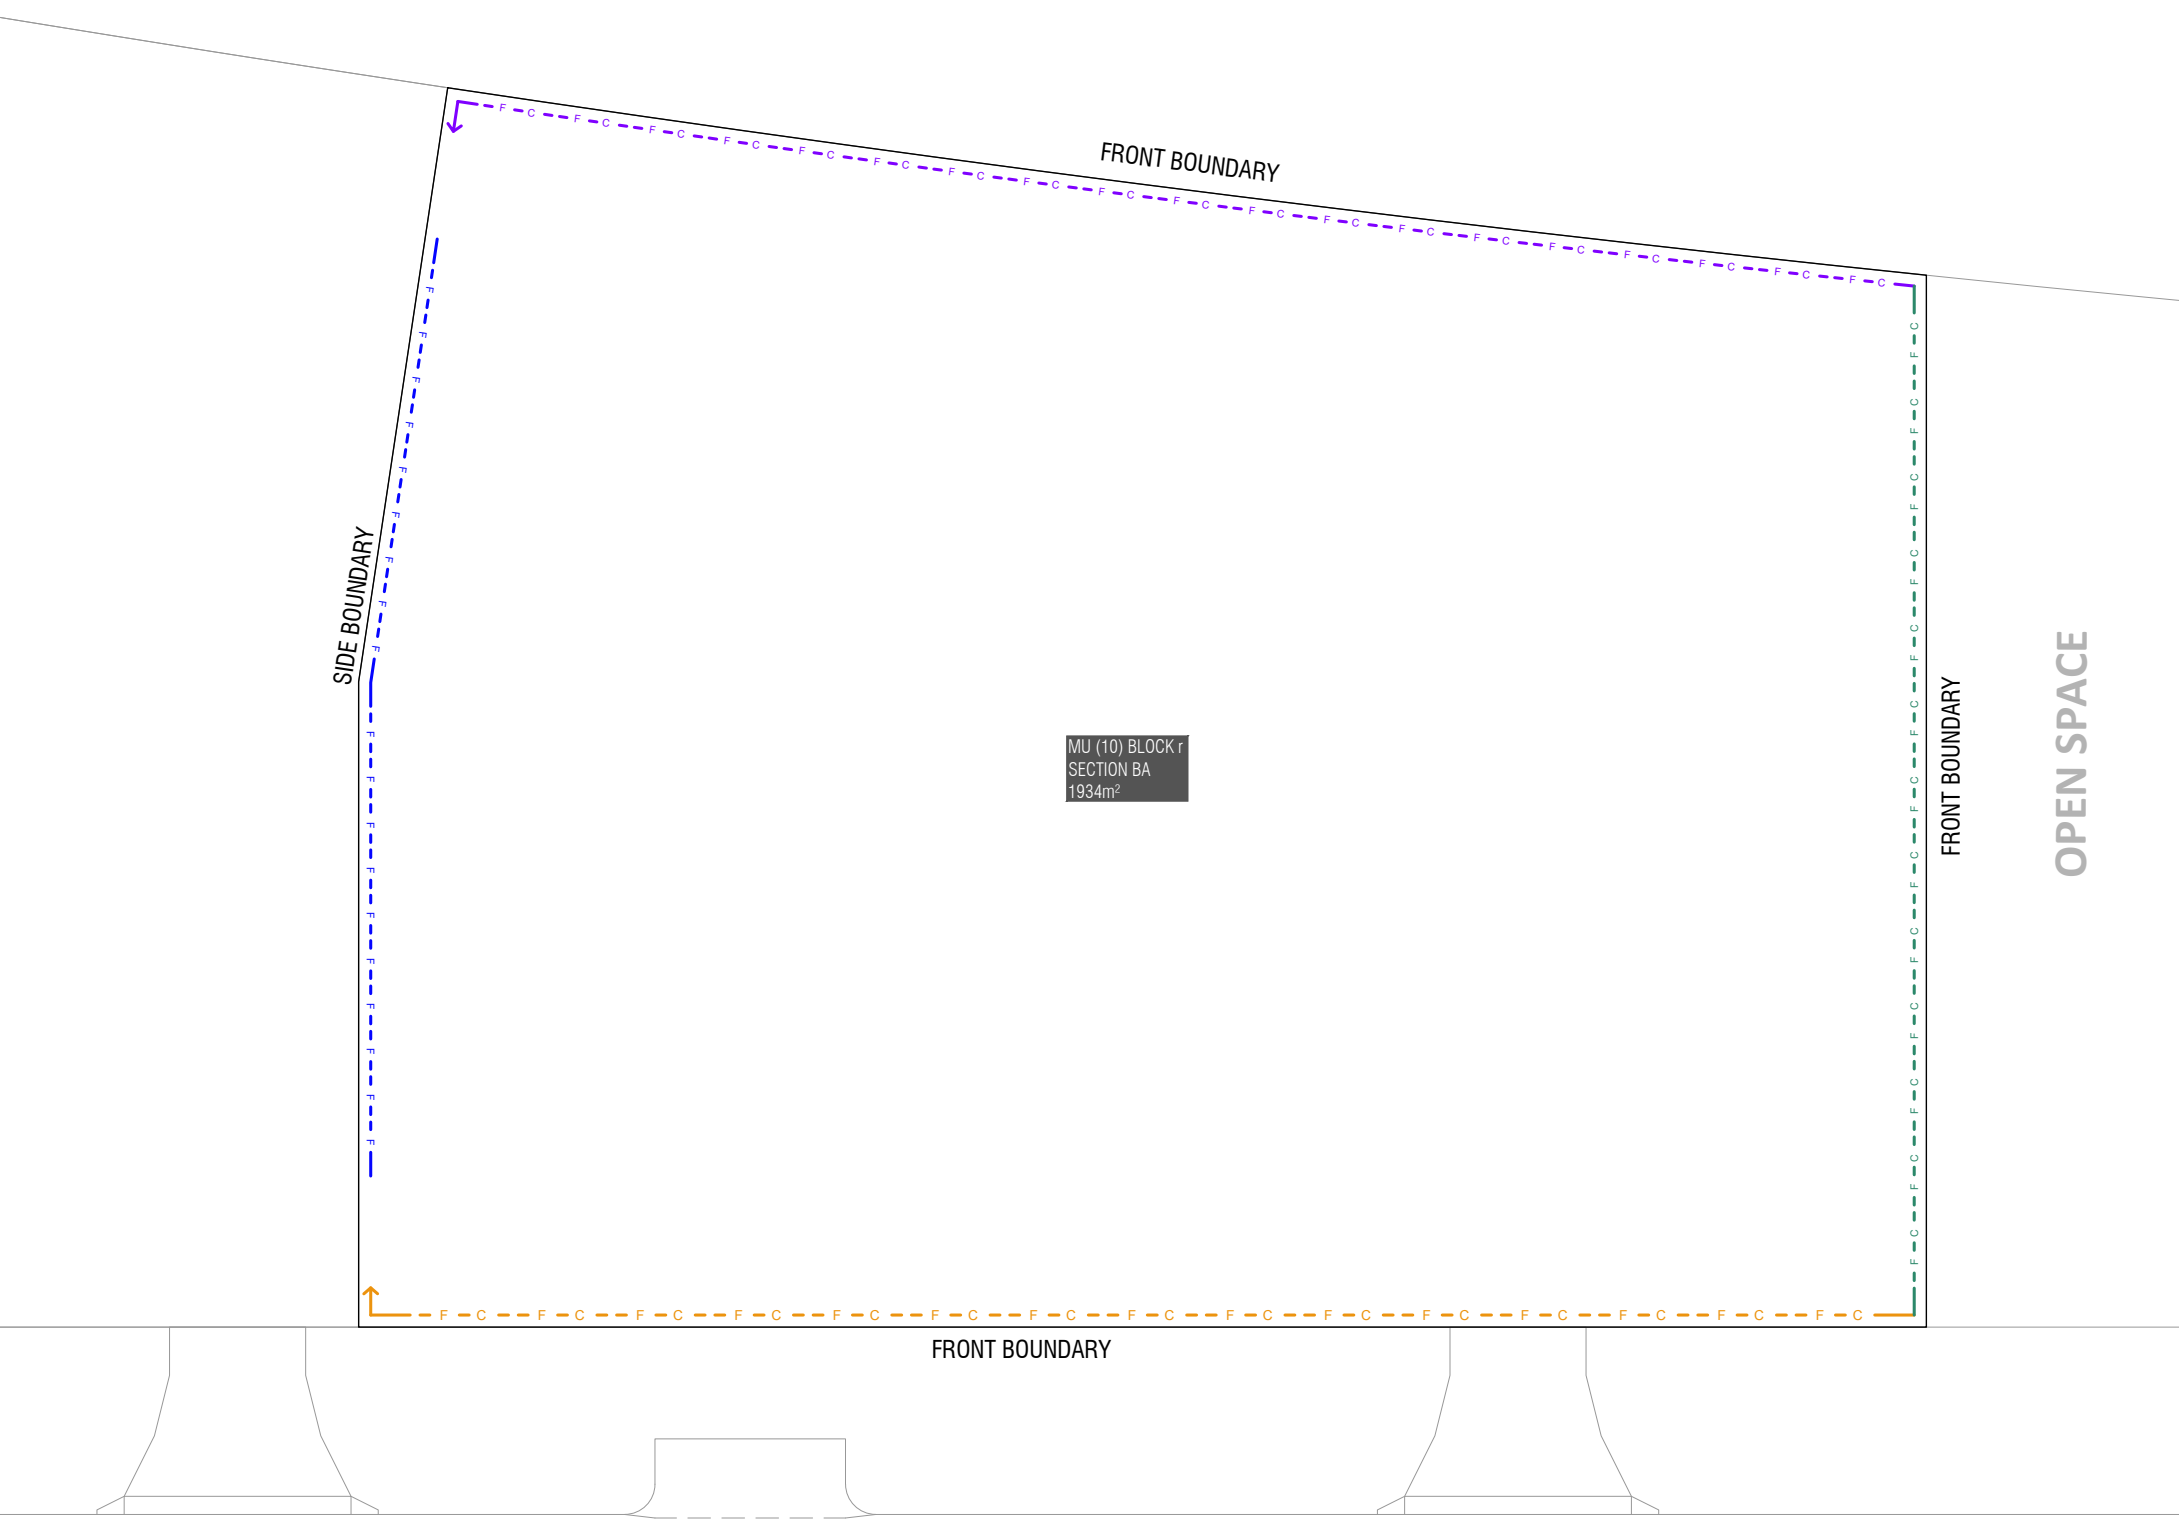 F C F C F C F C F C F C F C F C F C F C F C F C F C F C F C F C F C F C F C
FRONT BOUNDARY
F F F F F F F F F
SIDE BOUNDARY
F F F F F F F F F F
MU (10) BLOCK r
SECTION BA
1934m²
C F C F C F C F C F C F C F C F C F C F C F C F C F
FRONT BOUNDARY
OPEN SPACE
F C F C F C F C F C F C F C F C F C F C F C F C F C F C F C
FRONT BOUNDARY